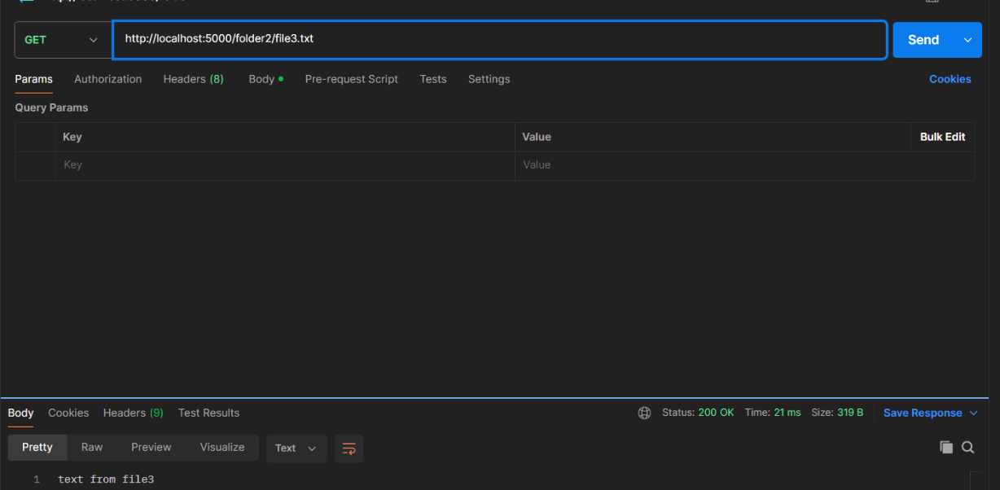 GET
http://localhost:5000/folder2/file3.txt
Send
Params Authorization Headers (8) Body Pre-request Script Tests Settings Cookies
Query Params
Key Value Bulk Edit
Key Value
Body Cookies Headers (9) Test Results Status: 200 OK Time: 21 ms Size: 319 B Save Response
Pretty Raw Preview Visualize Text
1 text from file3